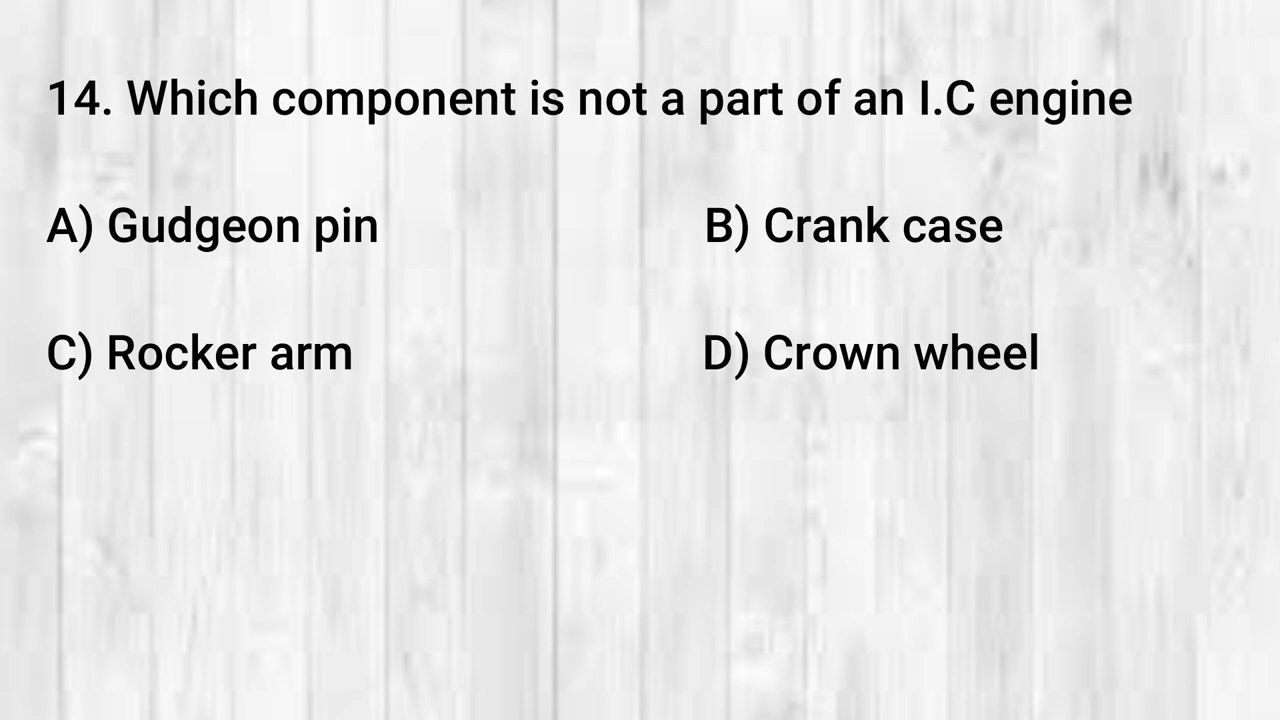 14. Which component is not a part of an I.C engine
A) Gudgeon pin B) Crank case
C) Rocker arm D) Crown wheel